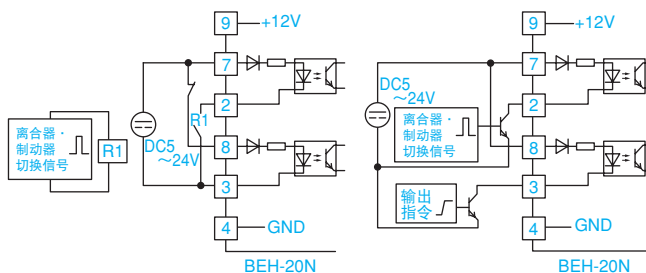 9
+12V
7
2
R1
离合器·
制动器
切换信号
R1
DC5
～24V
8
3
4
GND
BEH-20N
9
+12V
7
DC5
～24V
2
离合器·
制动器
切换信号
8
输出
指令
3
4
GND
BEH-20N